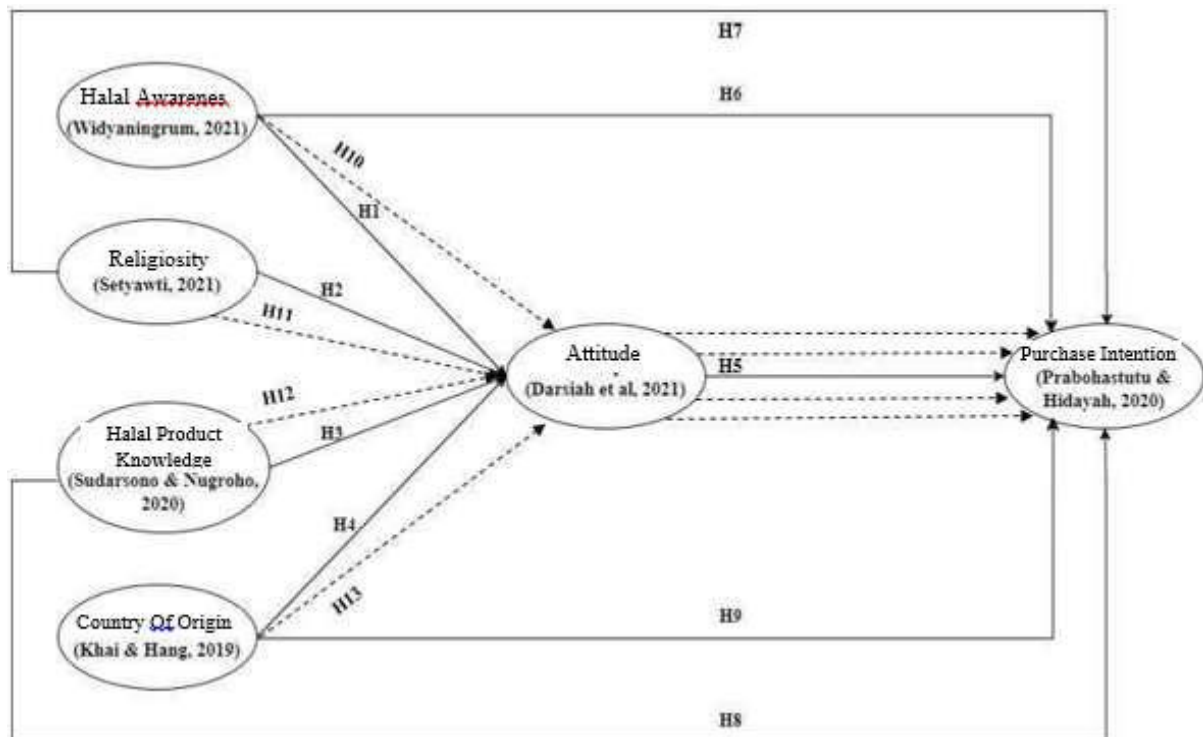 H7
H6
Halal Awarenes
(Widyaningrum, 2021)
H10
H1
Religiosity
(Setyawti, 2021)
H2
H11
Attitude
(Darsiah et al, 2021)
H5
Purchase Intention
(Prabohastutu &
Hidayah, 2020)
H12
H3
Halal Product
Knowledge
(Sudarsono & Nugroho,
2020)
H4
H13
Country Of Origin
(Khai & Hang, 2019)
H9
H8